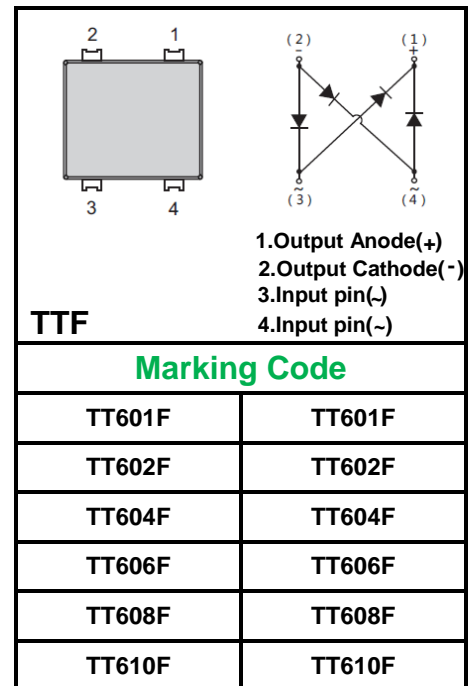 2 1
3 4
(2) (1)
- +
~ ~
(3) (4)
1.Output Anode(+)
2.Output Cathode(-)
3.Input pin(~)
4.Input pin(~)
TTF
Marking Code
TT601F TT601F
TT602F TT602F
TT604F TT604F
TT606F TT606F
TT608F TT608F
TT610F TT610F